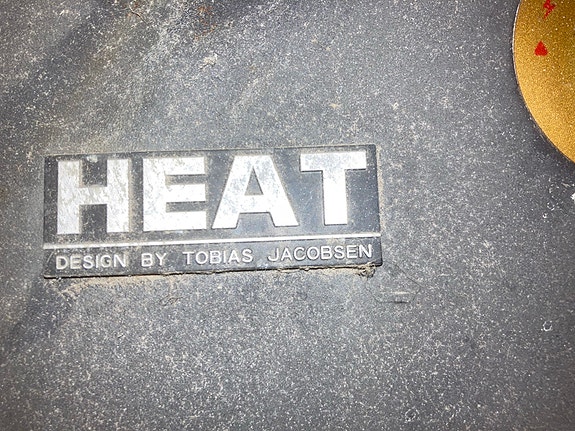 HEAT
DESIGN BY TOBIAS JACOBSEN